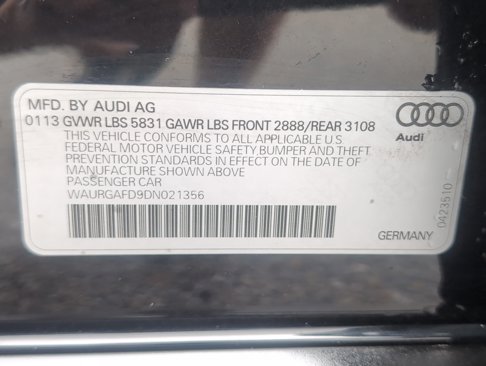 MFD. BY AUDI AG
0113 GVWR LBS 5831 GAWR LBS FRONT 2888/REAR 3108
THIS VEHICLE CONFORMS TO ALL APPLICABLE U S
FEDERAL MOTOR VEHICLE SAFETY, BUMPER AND THEFT
PREVENTION STANDARDS IN EFFECT ON THE DATE OF
MANUFACTURE SHOWN ABOVE
PASSENGER CAR
WAURGAFD9DN021356
Audi
GERMANY
0423510